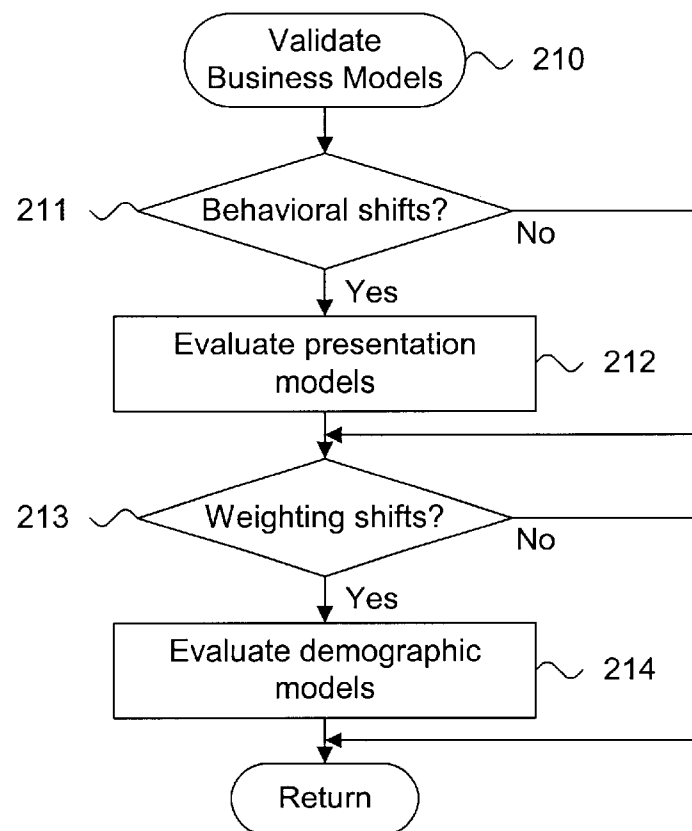 Validate
Business Models
210
211
Behavioral shifts?
No
Yes
Evaluate presentation
models
212
213
Weighting shifts?
No
Yes
Evaluate demographic
models
214
Return